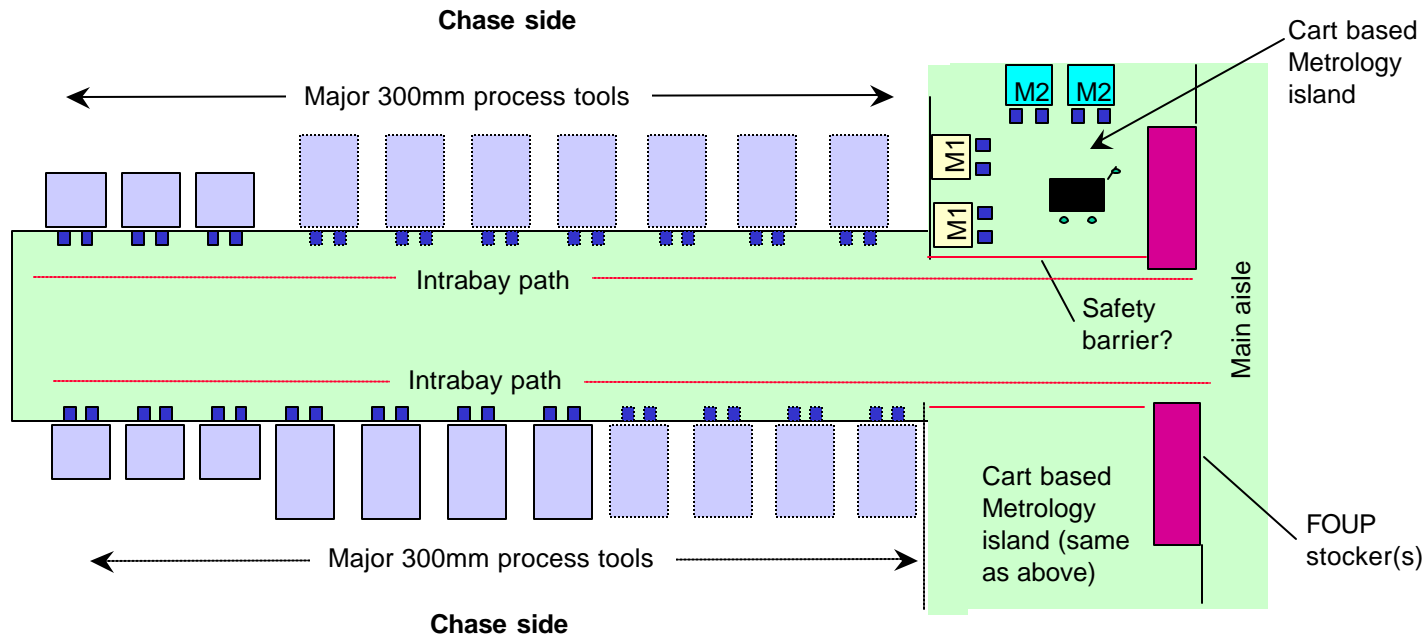 Chase side
Cart based
Metrology
island
Major 300mm process tools
M2
M2
M1
M1
Intrabay path
Safety
barrier?
Main aisle
Intrabay path
Cart based
Metrology
island (same
as above)
FOUP
stocker(s)
Major 300mm process tools
Chase side